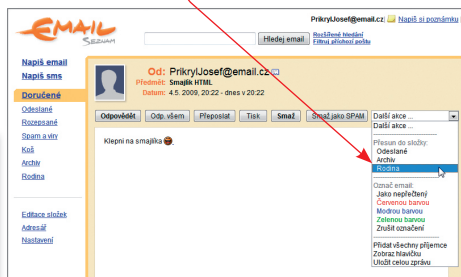 PrikrylJosef@email.cz | Napiš si poznámku |
EMAIL
SEZNAM
Hledej email
Rozšířené hledání
Filtruj příchozí poštu
Napiš email
Napiš sms
Doručené
Odeslané
Rozepsané
Spam a viry
Koš
Archiv
Rodina
Editace složek
Adresář
Nastavení
Od: PrikrylJosef@email.cz
Předmět: Smajlík HTML
Datum: 4.5. 2009, 20:22 - dnes v 20:22
Odpovědět Odp. všem Přeposlat Tisk Smaž Smaž jako SPAM Další akce ...
Klepni na smajlíka
Další akce ...
Přesun do složky:
Odeslané
Archiv
Rodina
Označ email:
Jako nepřečtený
Červenou barvou
Modrou barvou
Zelenou barvou
Zrušit označení
Přidat všechny příjemce
Zobraz hlavičku
Uložit celou zprávu